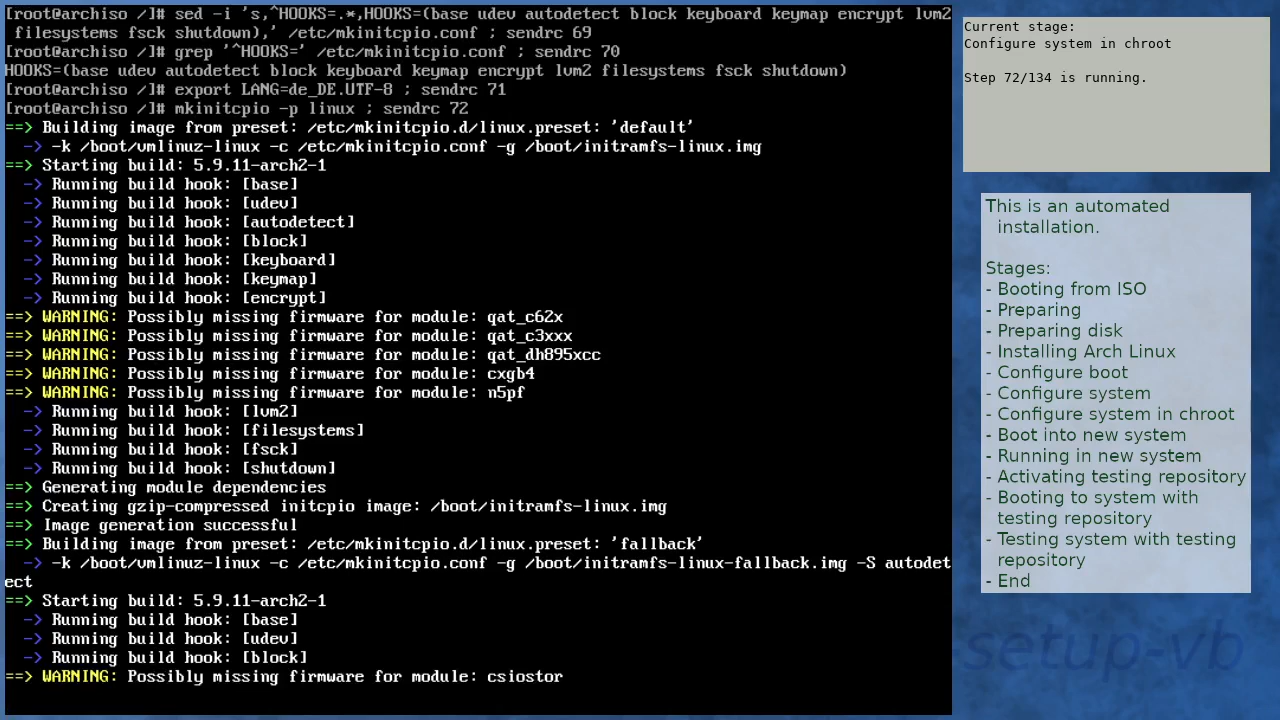 [root@archiso /]# sed -i 's,^HOOKS=.*,HOOKS=(base udev autodetect block keyboard keymap encrypt lvm2
 filesystems fsck shutdown),' /etc/mkinitcpio.conf ; sendrc 69
[root@archiso /]# grep '^HOOKS=' /etc/mkinitcpio.conf ; sendrc 70
HOOKS=(base udev autodetect block keyboard keymap encrypt lvm2 filesystems fsck shutdown)
[root@archiso /]# export LANG=de_DE.UTF-8 ; sendrc 71
[root@archiso /]# mkinitcpio -p linux ; sendrc 72
==> Building image from preset: /etc/mkinitcpio.d/linux.preset: 'default'
  -> -k /boot/vmlinuz-linux -c /etc/mkinitcpio.conf -g /boot/initramfs-linux.img
==> Starting build: 5.9.11-arch2-1
  -> Running build hook: [base]
  -> Running build hook: [udev]
  -> Running build hook: [autodetect]
  -> Running build hook: [block]
  -> Running build hook: [keyboard]
  -> Running build hook: [keymap]
  -> Running build hook: [encrypt]
==> WARNING: Possibly missing firmware for module: qat_c62x
==> WARNING: Possibly missing firmware for module: qat_c3xxx
==> WARNING: Possibly missing firmware for module: qat_dh895xcc
==> WARNING: Possibly missing firmware for module: cxgb4
==> WARNING: Possibly missing firmware for module: n5pf
  -> Running build hook: [lvm2]
  -> Running build hook: [filesystems]
  -> Running build hook: [fsck]
  -> Running build hook: [shutdown]
==> Generating module dependencies
==> Creating gzip-compressed initcpio image: /boot/initramfs-linux.img
==> Image generation successful
==> Building image from preset: /etc/mkinitcpio.d/linux.preset: 'fallback'
  -> -k /boot/vmlinuz-linux -c /etc/mkinitcpio.conf -g /boot/initramfs-linux-fallback.img -S autodet
ect
==> Starting build: 5.9.11-arch2-1
  -> Running build hook: [base]
  -> Running build hook: [udev]
  -> Running build hook: [block]
==> WARNING: Possibly missing firmware for module: csiostor
Current stage:
Configure system in chroot
Step 72/134 is running.
This is an automated
installation.
Stages:
- Booting from ISO
- Preparing
- Preparing disk
- Installing Arch Linux
- Configure boot
- Configure system
- Configure system in chroot
- Boot into new system
- Running in new system
- Activating testing repository
- Booting to system with
testing repository
- Testing system with testing
repository
- End
setup-vb